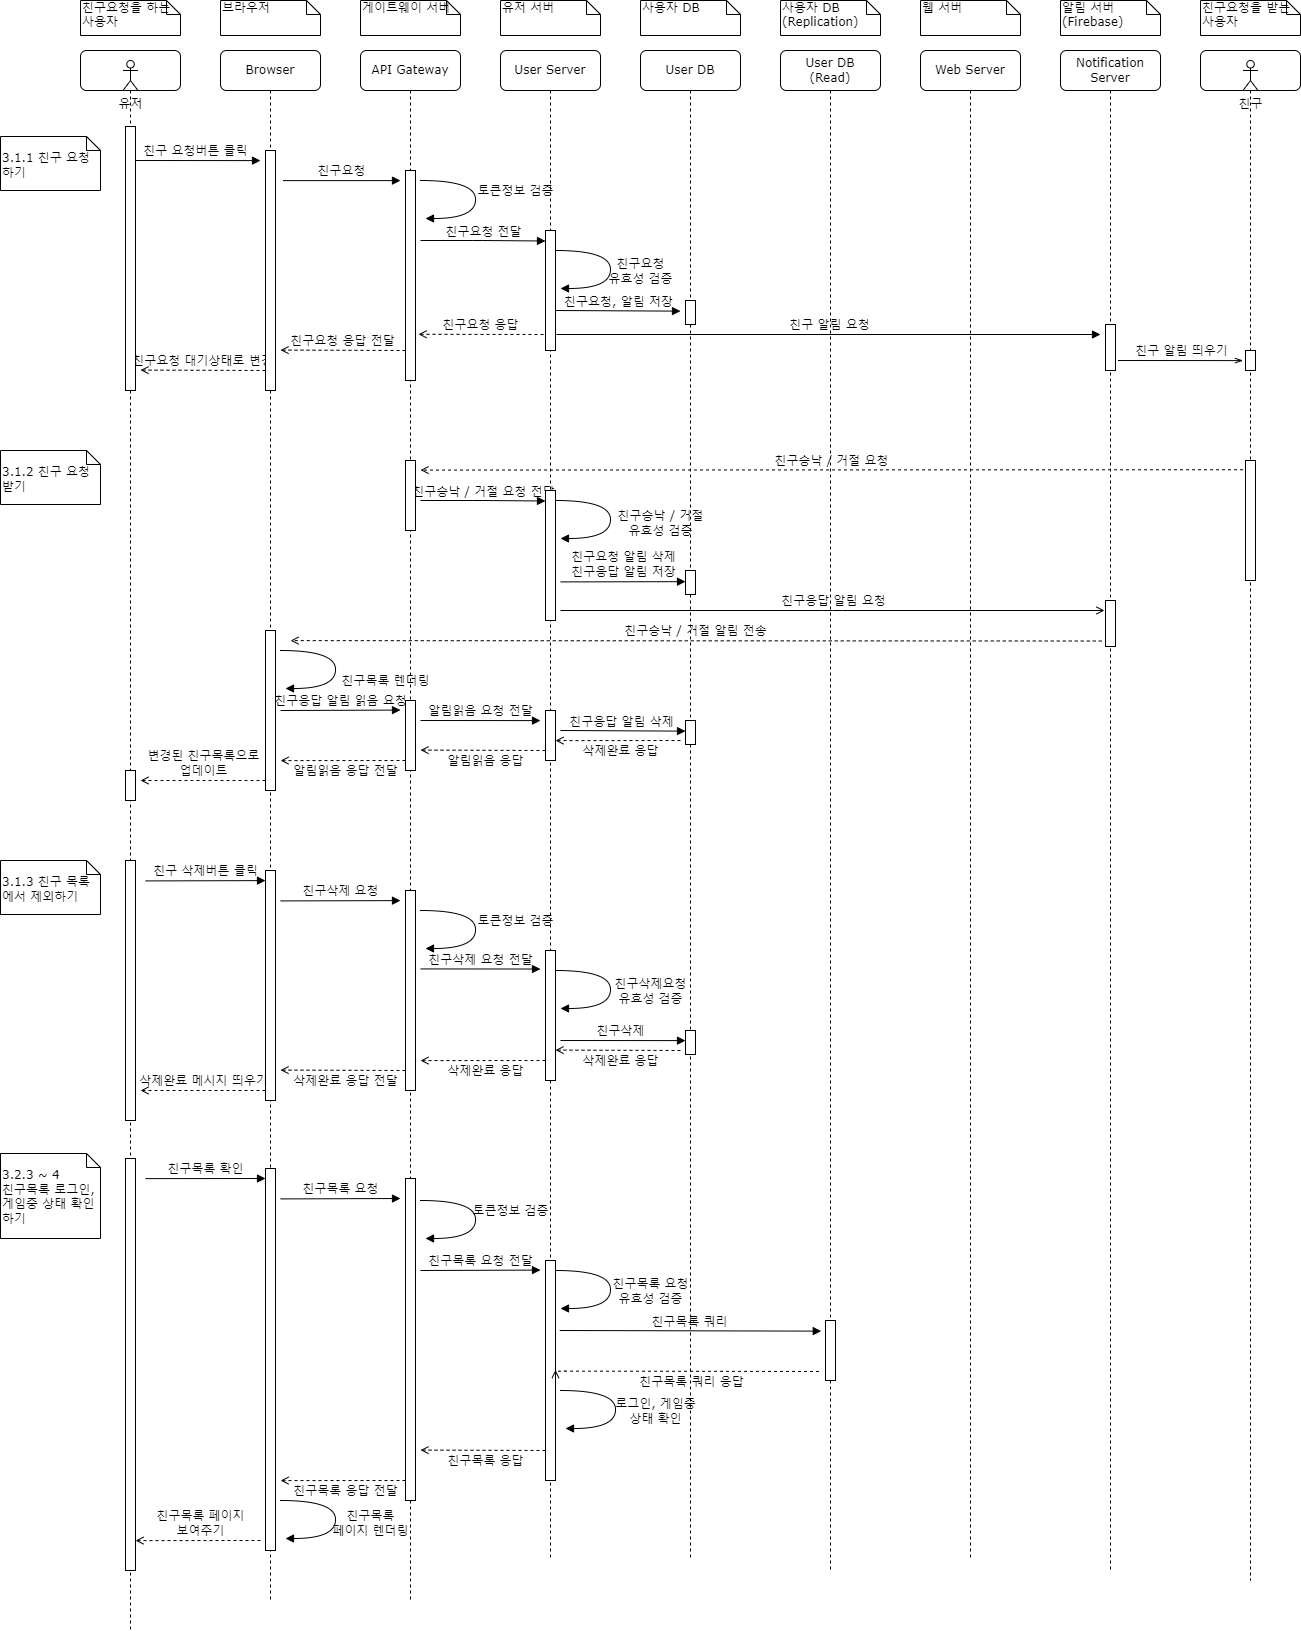 친구요청을 하는
사용자
브라우저
게이트웨이 서버
유저 서버
사용자 DB
사용자 DB
(Replication)
웹 서버
알림 서버
(Firebase)
친구요청을 받는
사용자
유저
Browser
API Gateway
User Server
User DB
User DB
(Read)
Web Server
Notification
Server
친구
3.1.1 친구 요청
하기
친구 요청버튼 클릭
친구요청
토큰정보 검증
친구요청 전달
친구요청
유효성 검증
친구요청, 알림 저장
친구요청 응답
친구 알림 요청
친구요청 응답 전달
친구 알림 띄우기
친구요청 대기상태로 변경
3.1.2 친구 요청
받기
친구승낙 / 거절 요청
친구승낙 / 거절 요청 전달
친구승낙 / 거절
유효성 검증
친구요청 알림 삭제
친구응답 알림 저장
친구응답 알림 요청
친구승낙 / 거절 알림 전송
친구목록 렌더링
친구응답 알림 읽음 요청
알림읽음 요청 전달
친구응답 알림 삭제
삭제완료 응답
알림읽음 응답
알림읽음 응답 전달
변경된 친구목록으로
업데이트
3.1.3 친구 목록
에서 제외하기
친구 삭제버튼 클릭
친구삭제 요청
토큰정보 검증
친구삭제 요청 전달
친구삭제요청
유효성 검증
친구삭제
삭제완료 응답
삭제완료 응답
삭제완료 응답 전달
삭제완료 메시지 띄우기
3.2.3 ~ 4
친구목록 로그인,
게임중 상태 확인
하기
친구목록 확인
친구목록 요청
토큰정보 검증
친구목록 요청 전달
친구목록 요청
유효성 검증
친구목록 쿼리
친구목록 쿼리 응답
로그인, 게임중
상태 확인
친구목록 응답
친구목록 응답 전달
친구목록
페이지 렌더링
친구목록 페이지
보여주기